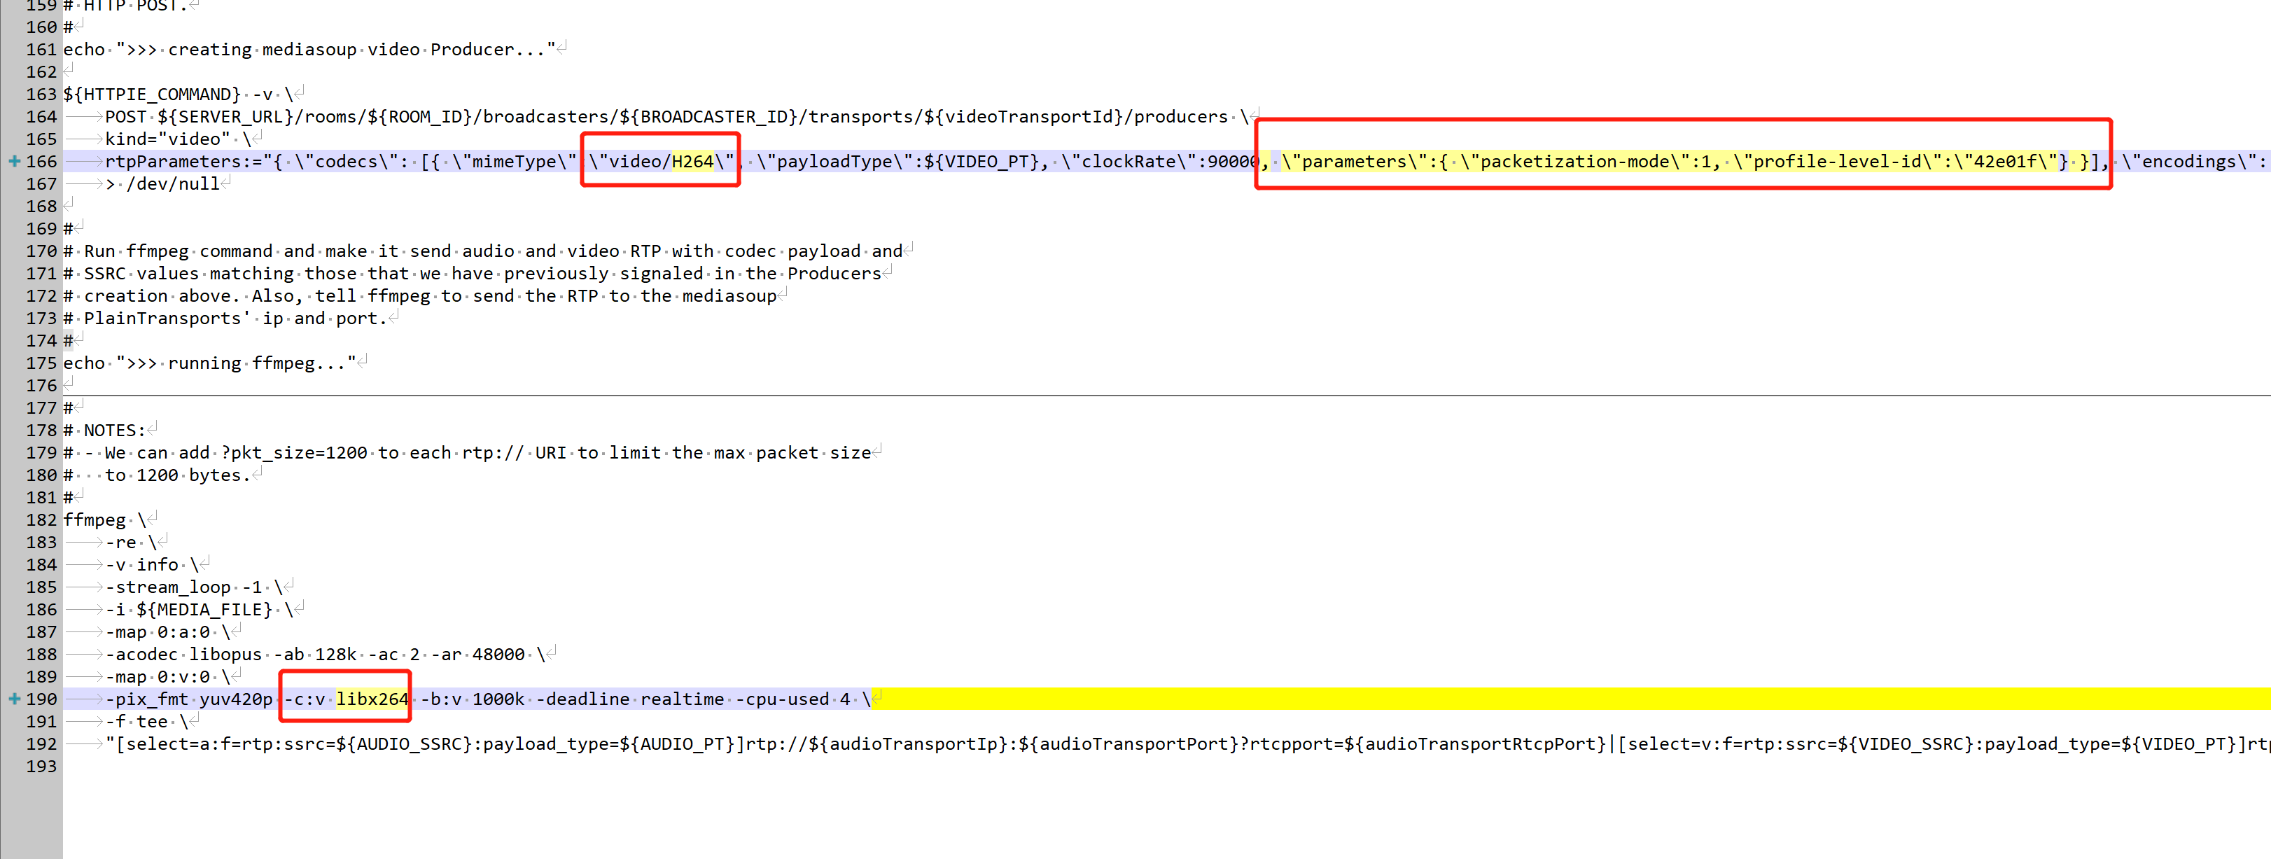 159 # HTTP POST.
160 #
161 echo ">>> creating mediasoup video Producer..."
162
163 ${HTTPIE_COMMAND} -v \
164 POST ${SERVER_URL}/rooms/${ROOM_ID}/broadcasters/${BROADCASTER_ID}/transports/${videoTransportId}/producers \
165 kind="video" \
166 rtpParameters:="{ \"codecs\": [{ \"mimeType\" \"video/H264\", \"payloadType\":${VIDEO_PT}, \"clockRate\":90000, \"parameters\":{ \"packetization-mode\":1, \"profile-level-id\":\"42e01f\"} }], \"encodings\":
167 > /dev/null
168
169 #
170 # Run ffmpeg command and make it send audio and video RTP with codec payload and
171 # SSRC values matching those that we have previously signaled in the Producers
172 # creation above. Also, tell ffmpeg to send the RTP to the mediasoup
173 # PlainTransports' ip and port.
174 #
175 echo ">>> running ffmpeg..."
176
177 #
178 # NOTES:
179 # - We can add ?pkt_size=1200 to each rtp:// URI to limit the max packet size
180 #   to 1200 bytes.
181 #
182 ffmpeg \
183 -re \
184 -v info \
185 -stream_loop -1 \
186 -i ${MEDIA_FILE} \
187 -map 0:a:0 \
188 -acodec libopus -ab 128k -ac 2 -ar 48000 \
189 -map 0:v:0 \
190 -pix_fmt yuv420p -c:v libx264 -b:v 1000k -deadline realtime -cpu-used 4 \
191 -f tee \
192 "[select=a:f=rtp:ssrc=${AUDIO_SSRC}:payload_type=${AUDIO_PT}]rtp://${audioTransportIp}:${audioTransportPort}?rtcpport=${audioTransportRtcpPort}|[select=v:f=rtp:ssrc=${VIDEO_SSRC}:payload_type=${VIDEO_PT}]rtp
193